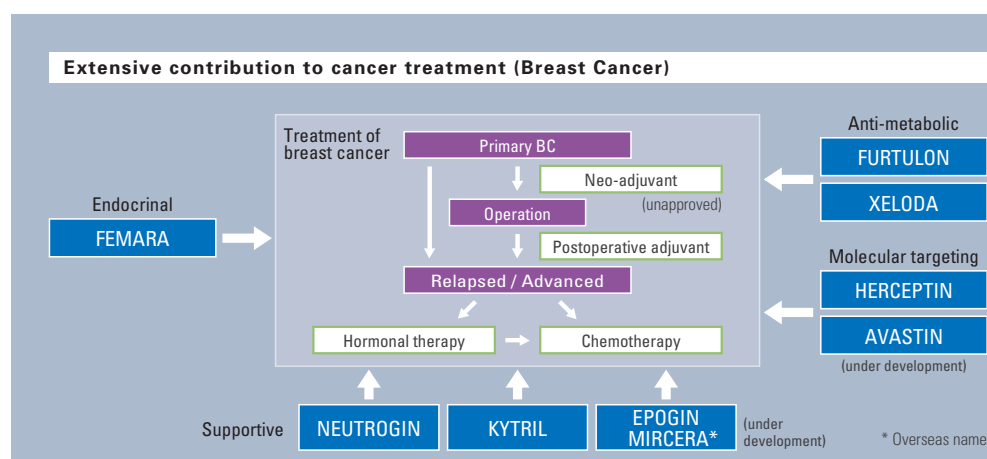 Extensive contribution to cancer treatment (Breast Cancer)
Treatment of
breast cancer
Primary BC
Neo-adjuvant
(unapproved)
Operation
Postoperative adjuvant
Relapsed / Advanced
Hormonal therapy
Chemotherapy
Endocrinal
FEMARA
Anti-metabolic
FURTULON
XELODA
Molecular targeting
HERCEPTIN
AVASTIN
(under development)
Supportive
NEUTROGIN
KYTRIL
EPOGIN
MIRCERA*
(under
development)
* Overseas name